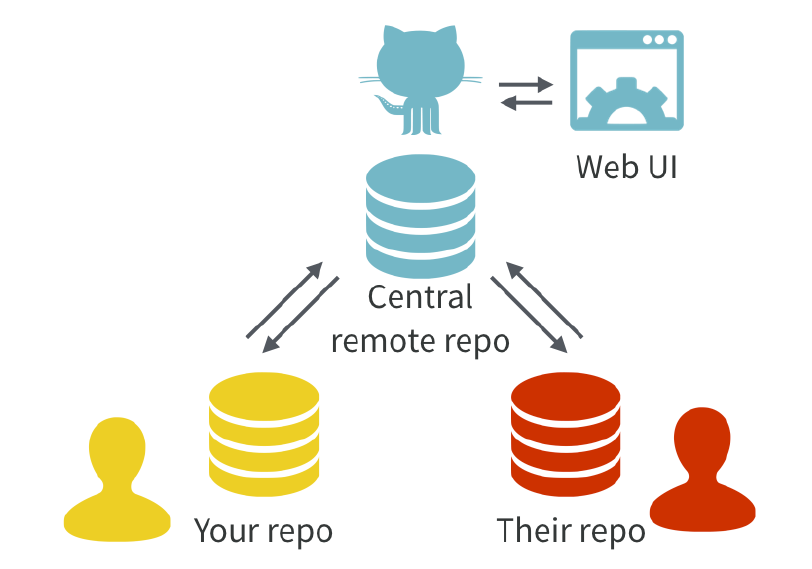 Web UI
Central
remote repo
Your repo
Their repo